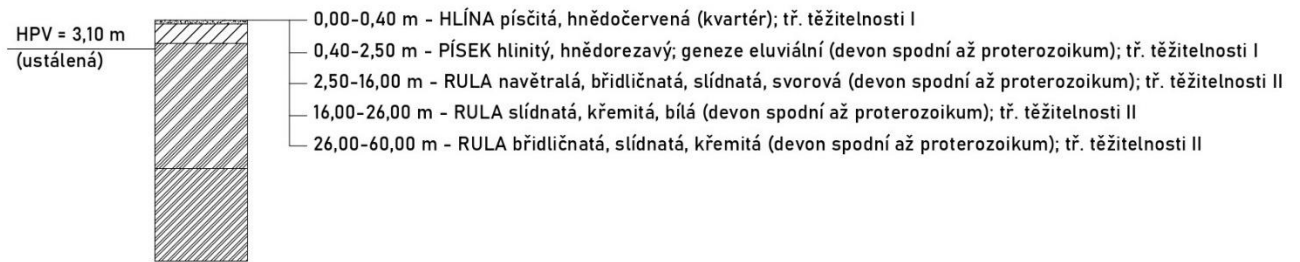 HPV = 3,10 m
(ustálená)
0,00-0,40 m - HLÍNA písčitá, hnědočervená (kvartér); tř. těžitelnosti I
0,40-2,50 m - PÍSEK hlinitý, hnědorezavý; geneze eluviální (devon spodní až proterozoikum); tř. těžitelnosti I
2,50-16,00 m - RULA navětralá, břidličnatá, slídnatá, svorová (devon spodní až proterozoikum); tř. těžitelnosti II
16,00-26,00 m - RULA slídnatá, křemitá, bílá (devon spodní až proterozoikum); tř. těžitelnosti II
26,00-60,00 m - RULA břidličnatá, slídnatá, křemitá (devon spodní až proterozoikum); tř. těžitelnosti II